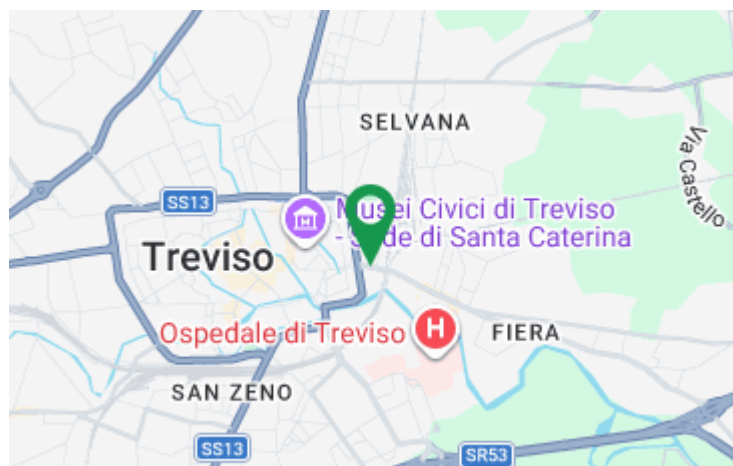 SELVANA
Via Castello
SS13
Musei Civici di Treviso
- Sede di Santa Caterina
Treviso
Ospedale di Treviso
H
FIERA
SAN ZENO
SS13
SR53